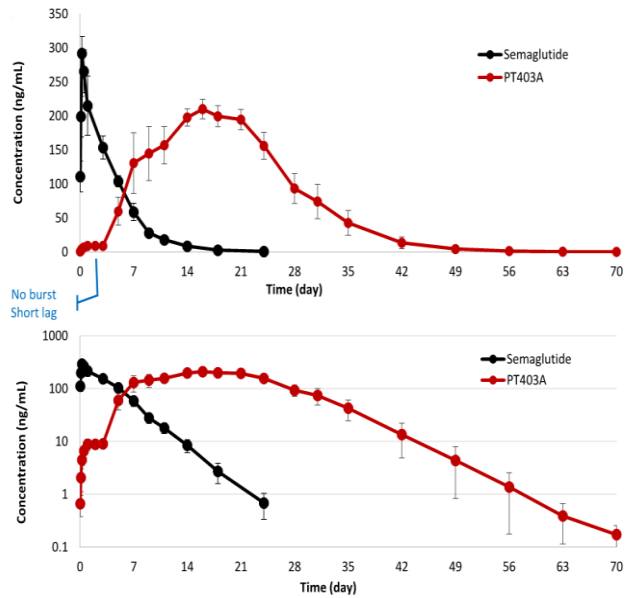 350
300
250
200
150
100
50
0
Concentration (ng/mL)
Semaglutide
PT403A
0 7 14 21 28 35 42 49 56 63 70
Time (day)
No burst
Short lag
1000
100
10
1
0.1
Concentration (ng/mL)
Semaglutide
PT403A
0 7 14 21 28 35 42 49 56 63 70
Time (day)